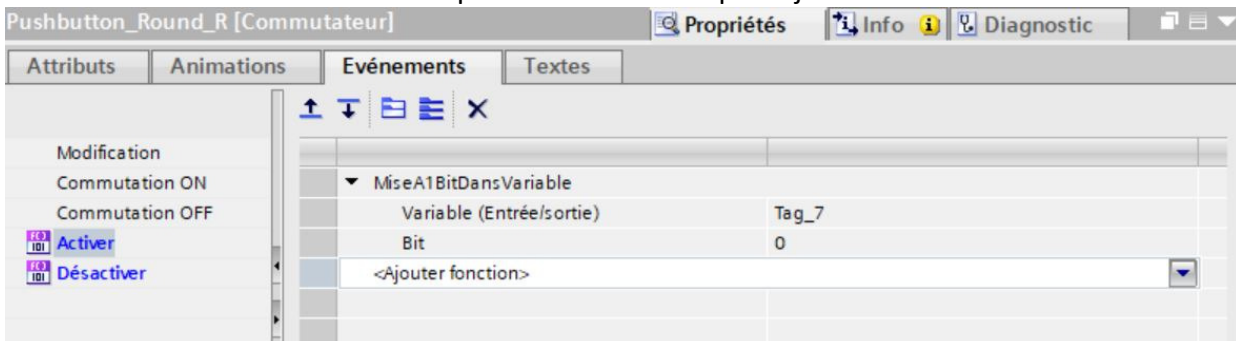 Pushbutton_Round_R [Commutateur]
Propriétés
Info
Diagnostic
Attributs
Animations
Evénements
Textes
Modification
Commutation ON
Commutation OFF
Activer
Désactiver
MiseA1BitDansVariable
Variable (Entrée/sortie) Tag_7
Bit 0
<Ajouter fonction>